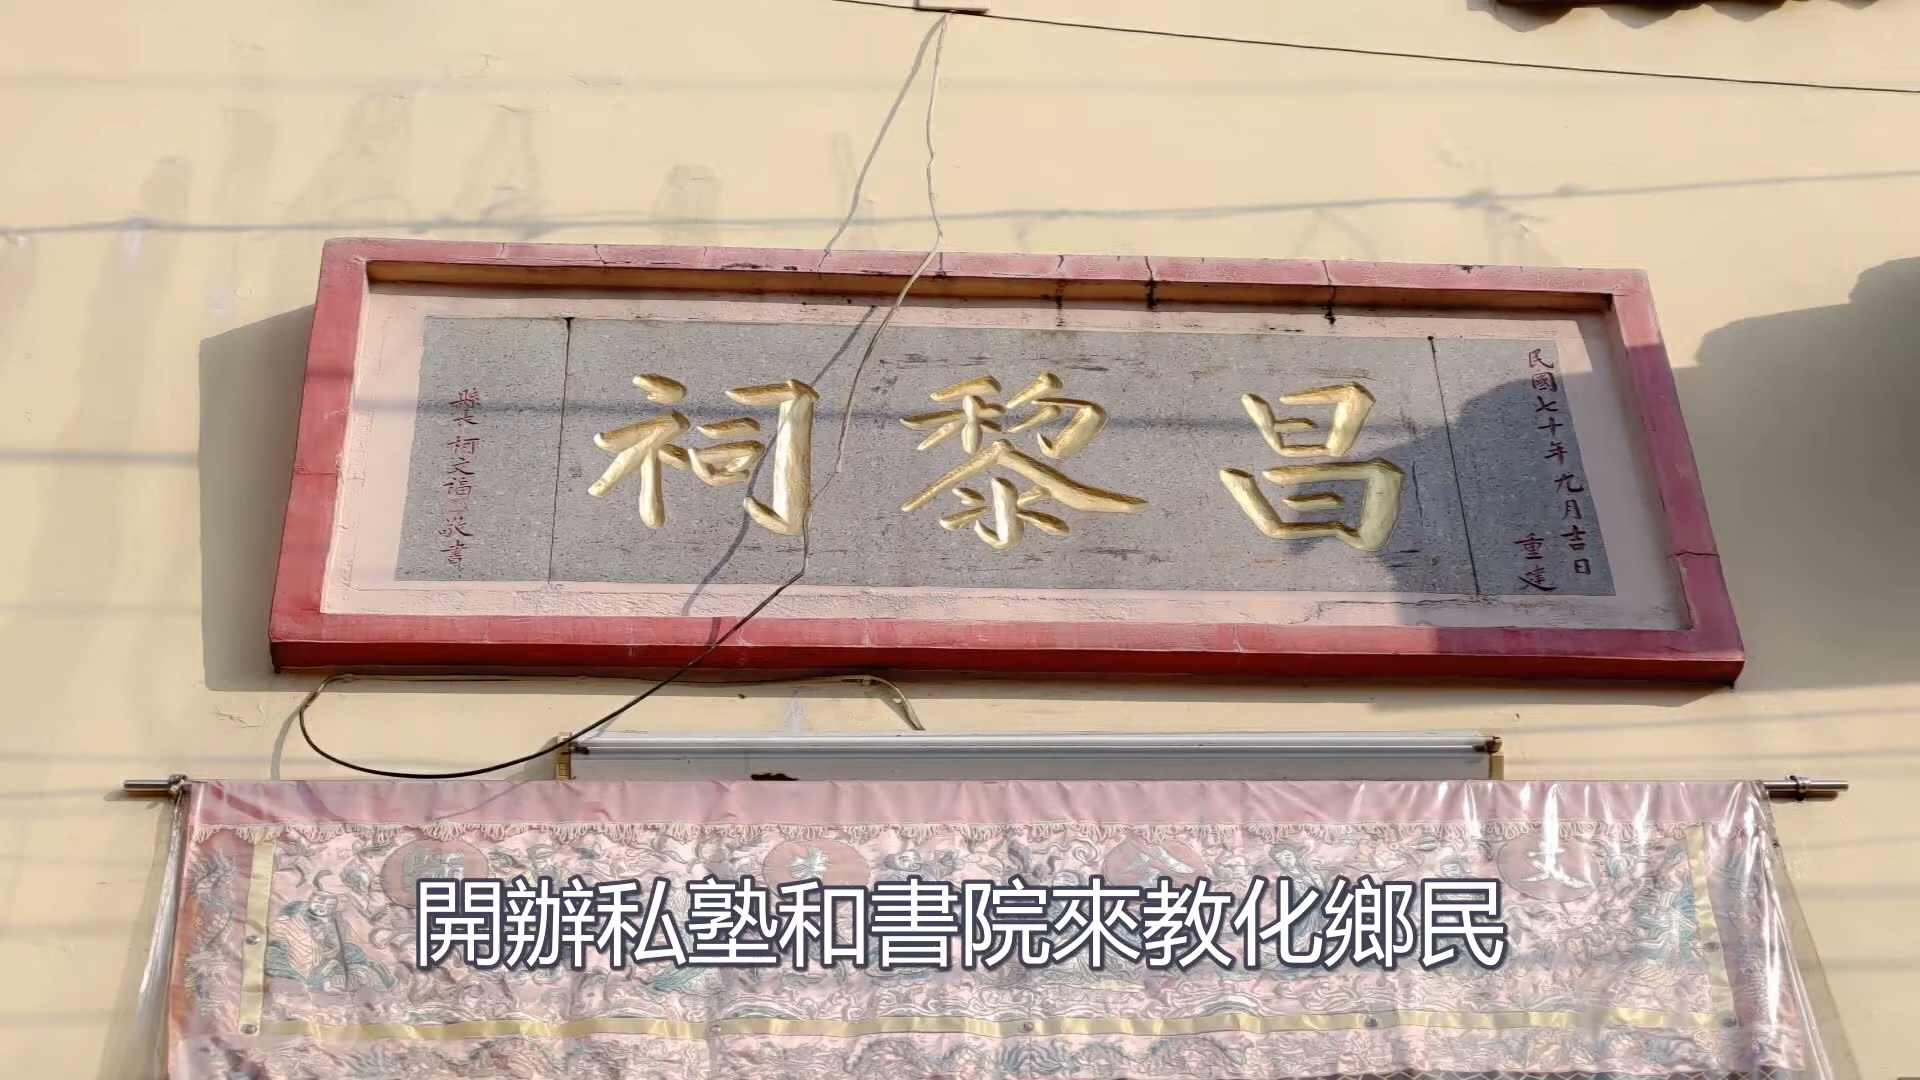 昌黎祠
民國七十年九月吉日
重建
縣長柯文福敬書
開辦私塾和書院來教化鄉民